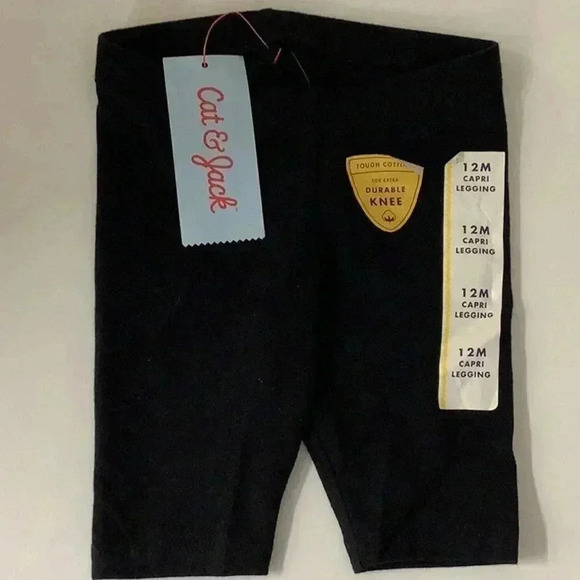 Cat & Jack
TOUGH COTTON
FOR EXTRA
DURABLE
KNEE
12M
CAPRI
LEGGING
12M
CAPRI
LEGGING
12M
CAPRI
LEGGING
12M
CAPRI
LEGGING